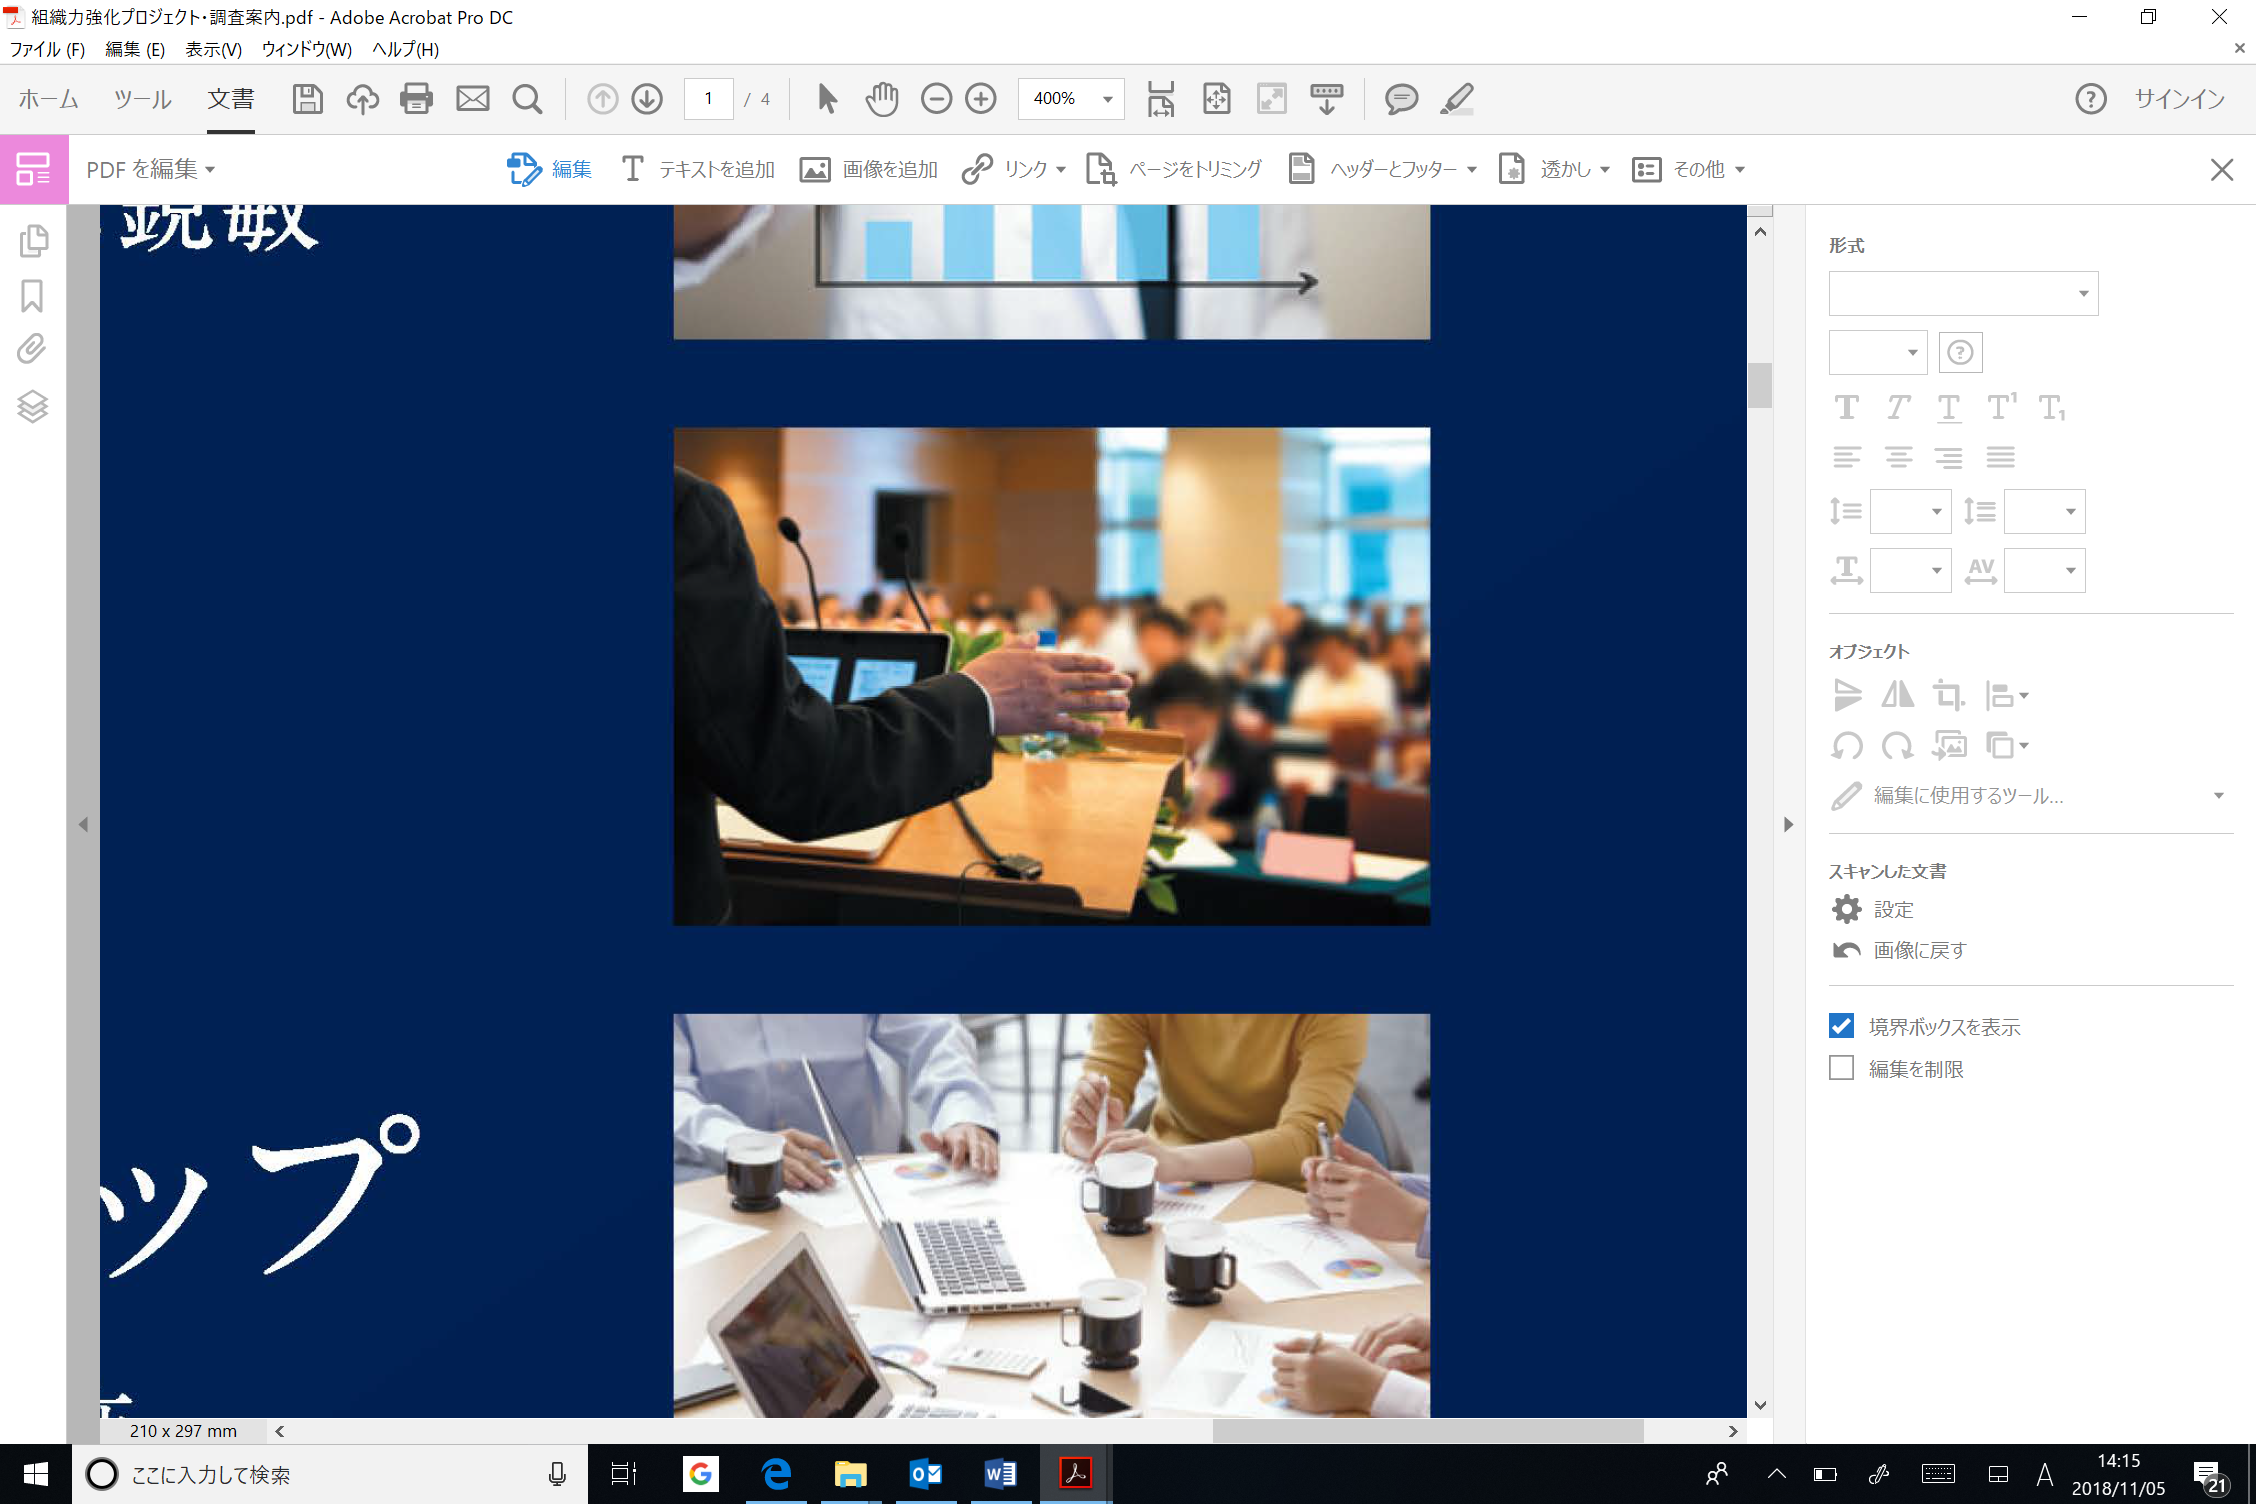 組織力強化プロジェクト・調査案内.pdf - Adobe Acrobat Pro DC
ファイル (F) 編集 (E) 表示(V) ウィンドウ(W) ヘルプ(H)
ホーム ツール 文書 1 / 4 400% サインイン
PDF を編集 編集 テキストを追加 画像を追加 リンク ページをトリミング ヘッダーとフッター 透かし その他
鋭敏
ップ
形式
オブジェクト
編集に使用するツール...
スキャンした文書
設定
画像に戻す
境界ボックスを表示
編集を制限
210 x 297 mm
ここに入力して検索
A
14:15
2018/11/05
21